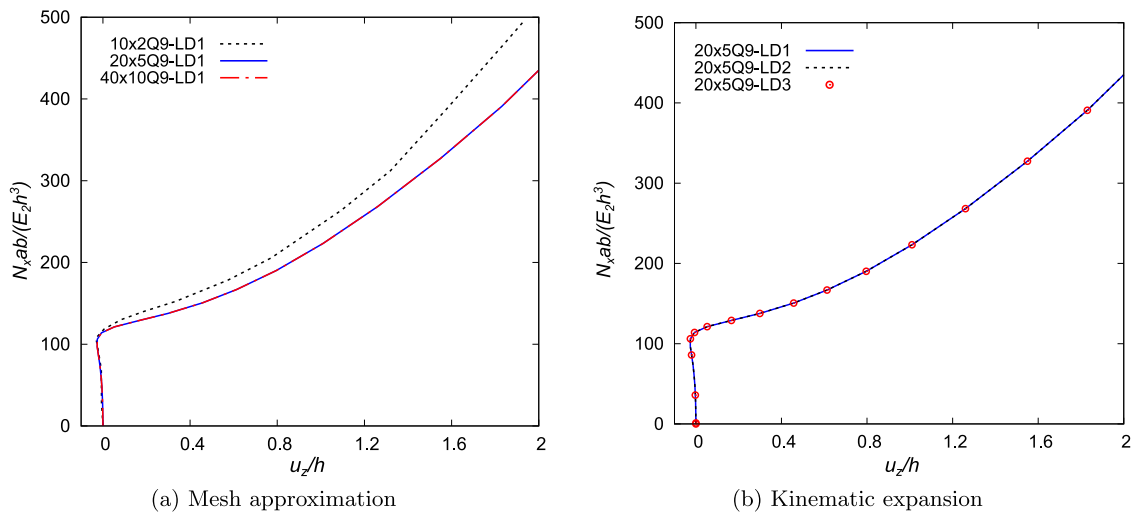 500
400
300
200
100
0
N_x ab/(E_2 h^3)
10x2Q9-LD1
20x5Q9-LD1
40x10Q9-LD1
0 0.4 0.8 1.2 1.6 2
u_z/h
(a) Mesh approximation
500
400
300
200
100
0
N_x ab/(E_2 h^3)
20x5Q9-LD1
20x5Q9-LD2
20x5Q9-LD3
0 0.4 0.8 1.2 1.6 2
u_z/h
(b) Kinematic expansion